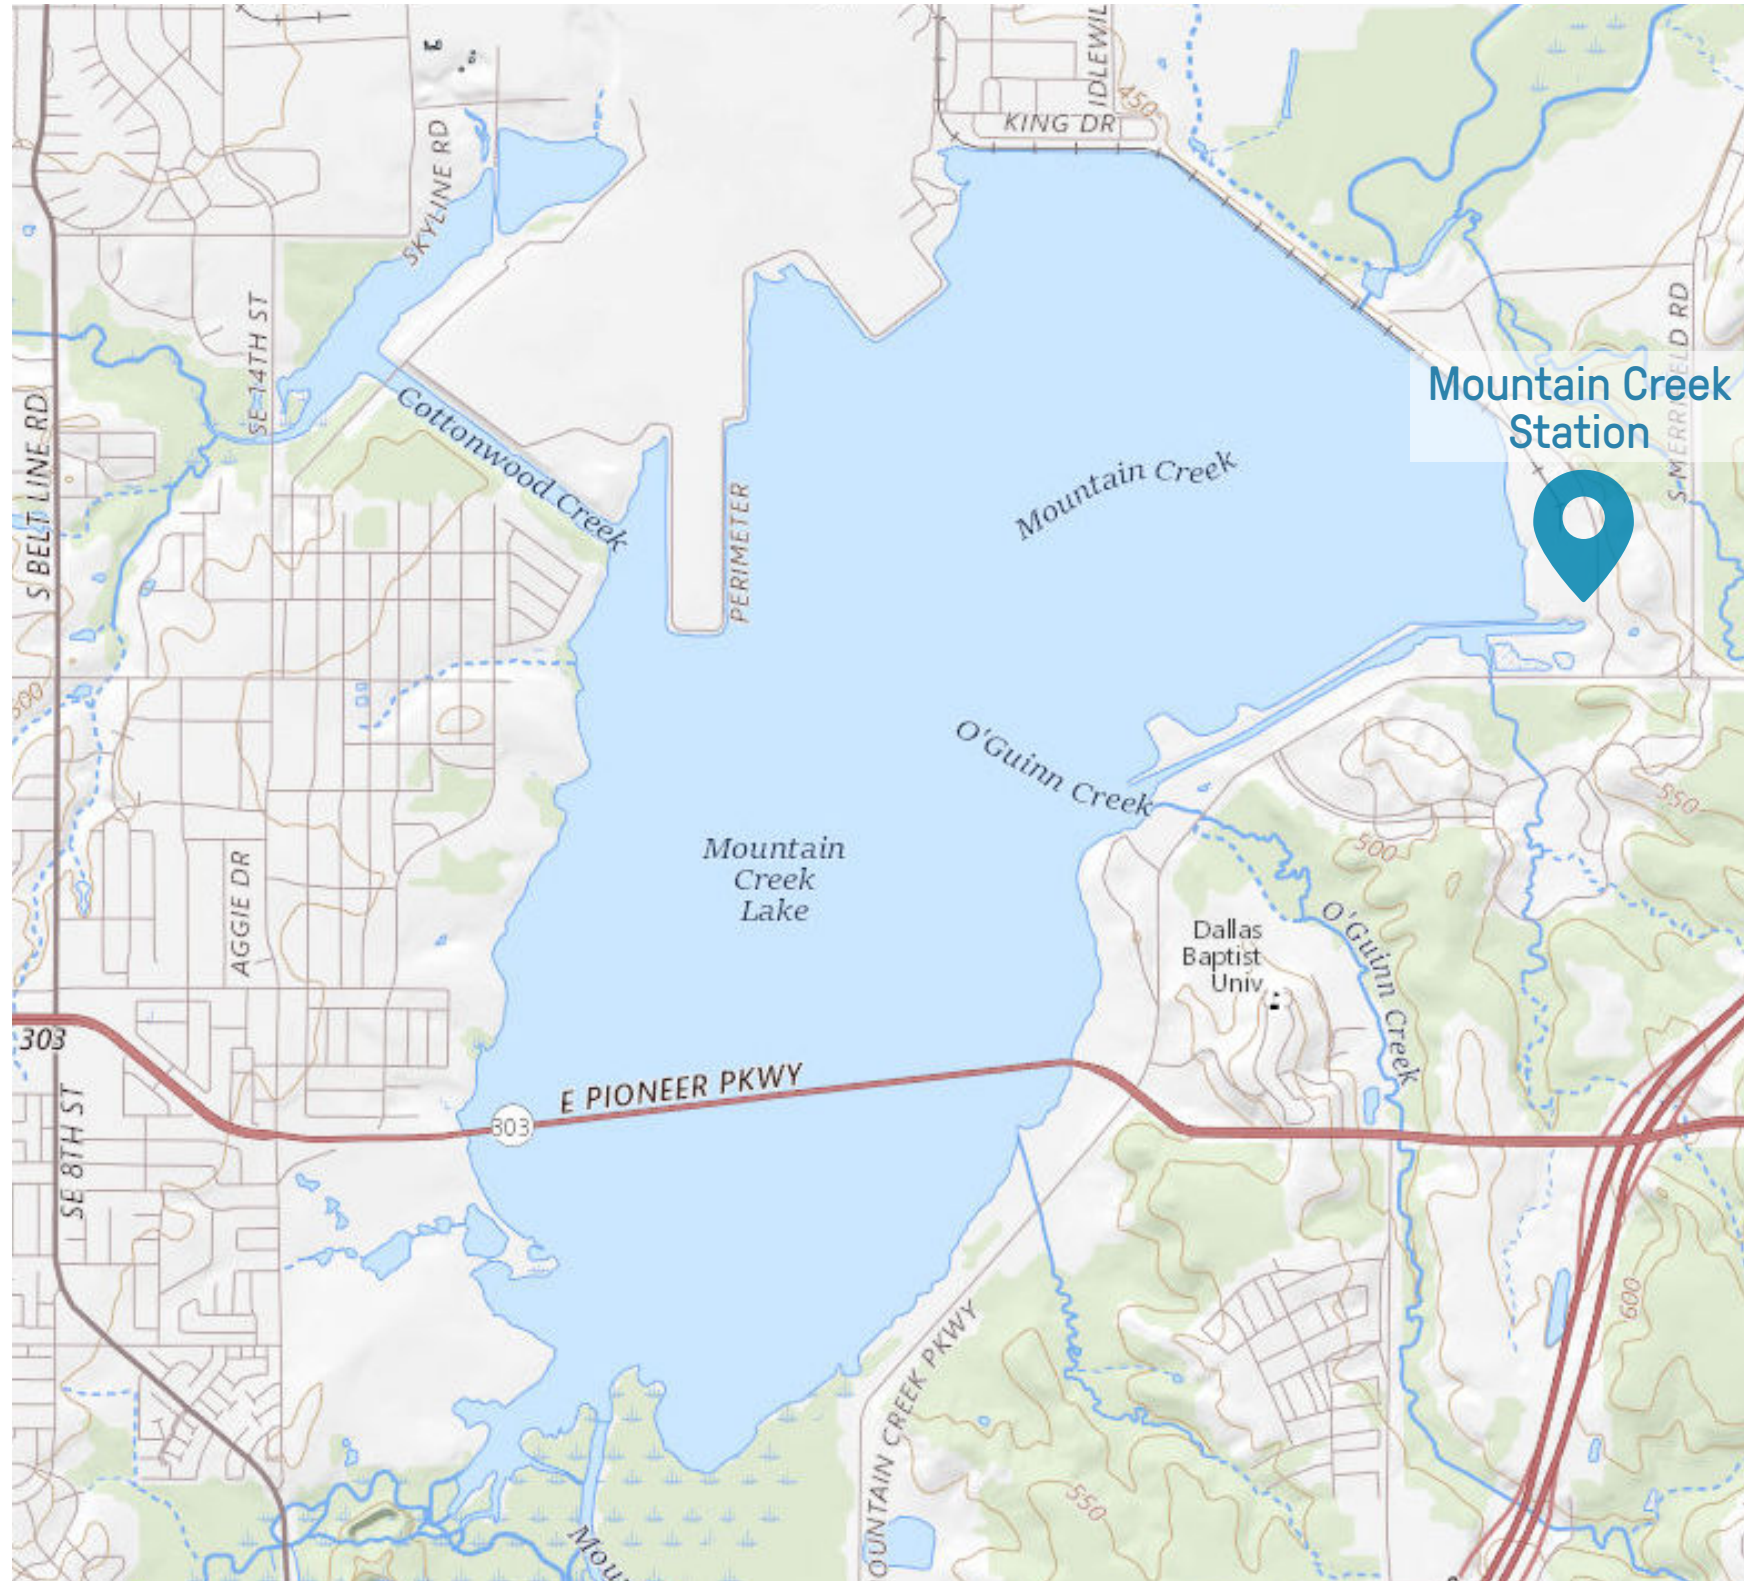 IDLEWIL
450
KING DR
SKYLINE RD
SE 14TH ST
S BELT LINE RD
S MERRIFIELD RD
Mountain Creek
Station
Cottonwood Creek
Mountain Creek
PERIMETER
500
O'Guinn Creek
550
500
Mountain
Creek
Lake
AGGIE DR
Dallas
Baptist
Univ
O'Guinn Creek
303
E PIONEER PKWY
303
SE 8TH ST
600
OUNTAIN CREEK PKWY
550
Mou